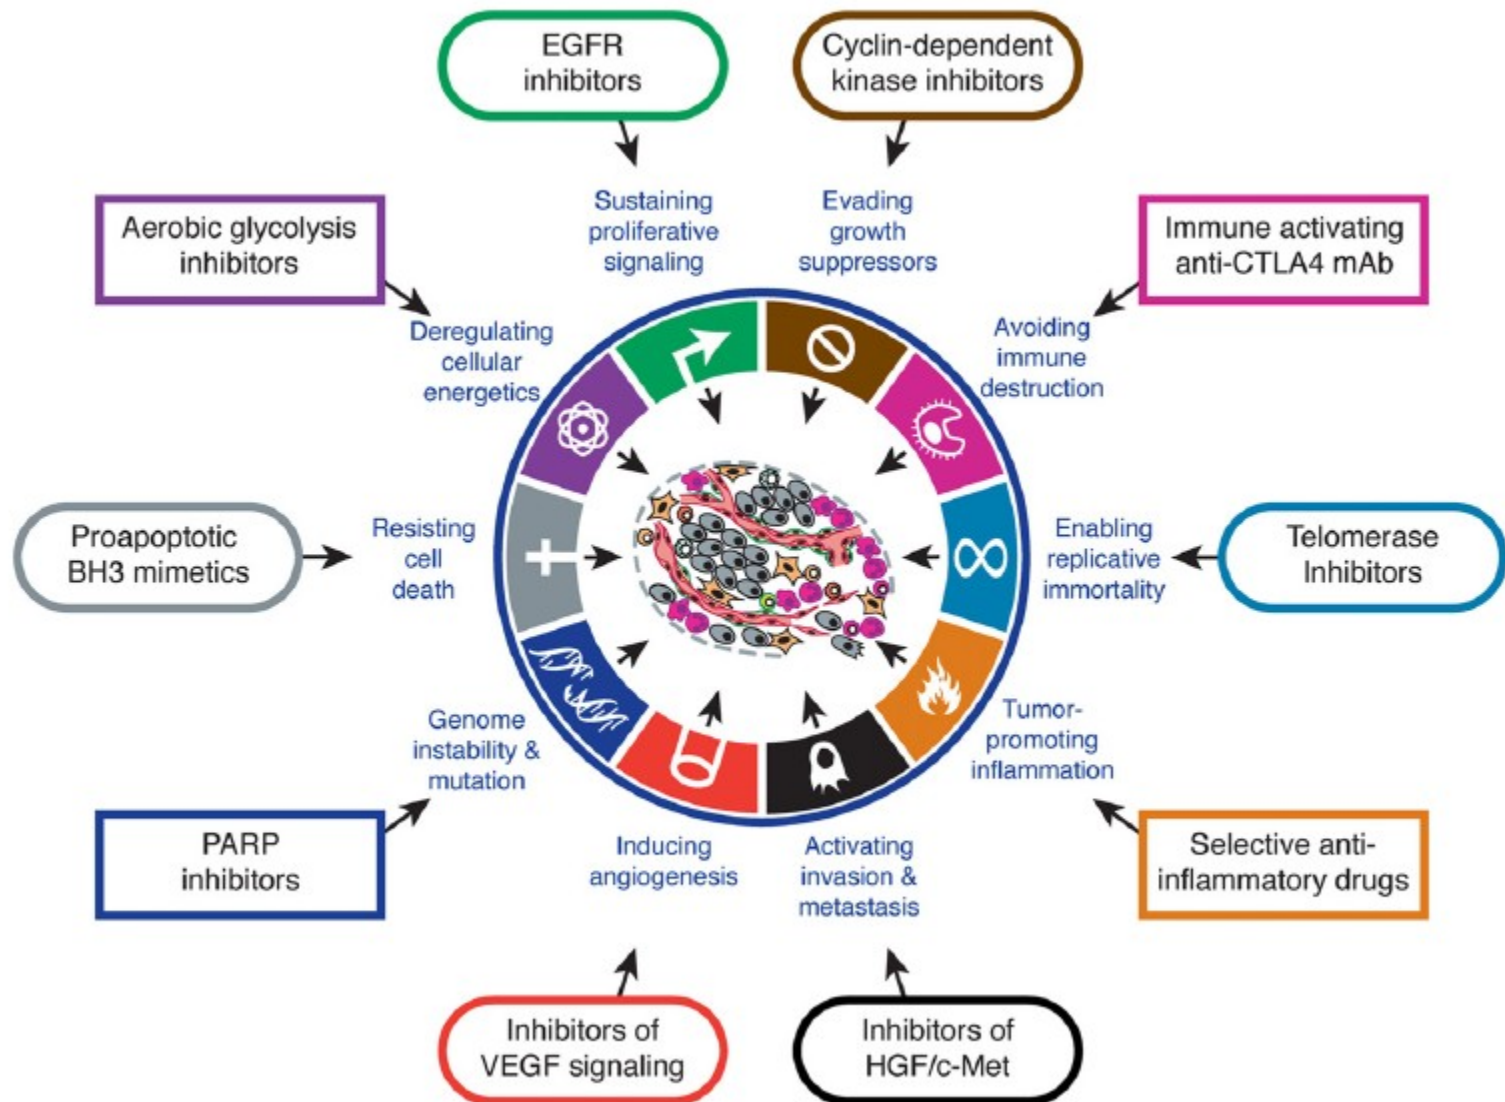 EGFR
inhibitors
Cyclin-dependent
kinase inhibitors
Sustaining
proliferative
signaling
Evading
growth
suppressors
Aerobic glycolysis
inhibitors
Immune activating
anti-CTLA4 mAb
Deregulating
cellular
energetics
Avoiding
immune
destruction
Proapoptotic
BH3 mimetics
Resisting
cell
death
Enabling
replicative
immortality
Telomerase
Inhibitors
Genome
instability &
mutation
Tumor-
promoting
inflammation
PARP
inhibitors
Inducing
angiogenesis
Activating
invasion &
metastasis
Selective anti-
inflammatory drugs
Inhibitors of
VEGF signaling
Inhibitors of
HGF/c-Met